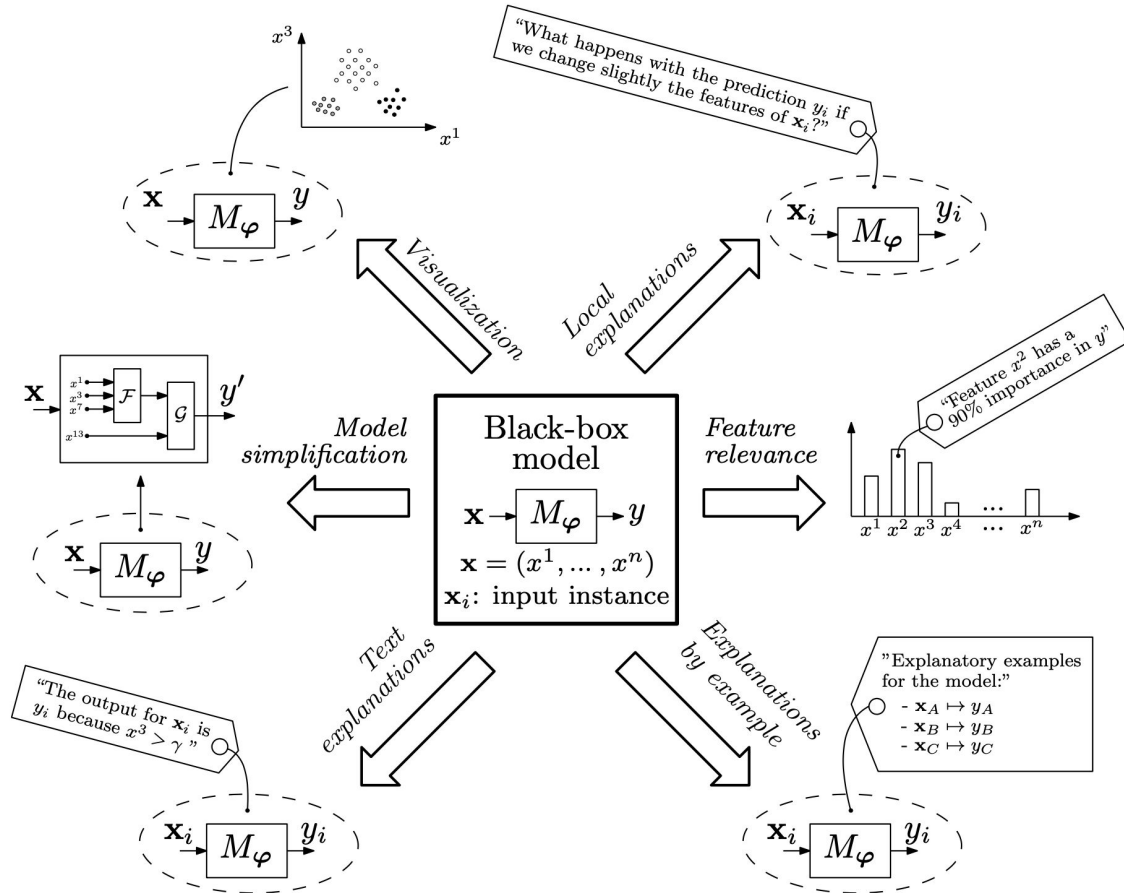 x³
x¹
x
M_φ
y
Visualization
“What happens with the prediction yᵢ if
we change slightly the features of xᵢ?”
xᵢ
M_φ
yᵢ
Local
explanations
x
x¹
x³
x⁷
x¹³
F
G
y′
Model
simplification
x
M_φ
y
Black-box
model
x
M_φ
y
x = (x¹, ... , xⁿ)
xᵢ: input instance
Feature
relevance
“Feature x² has a
90% importance in y”
x¹ x² x³ x⁴ ... ... xⁿ
Text
explanations
“The output for xᵢ is
yᵢ because x³ > γ ”
xᵢ
M_φ
yᵢ
Explanations
by example
”Explanatory examples
for the model:”
- x_A ↦ y_A
- x_B ↦ y_B
- x_C ↦ y_C
xᵢ
M_φ
yᵢ